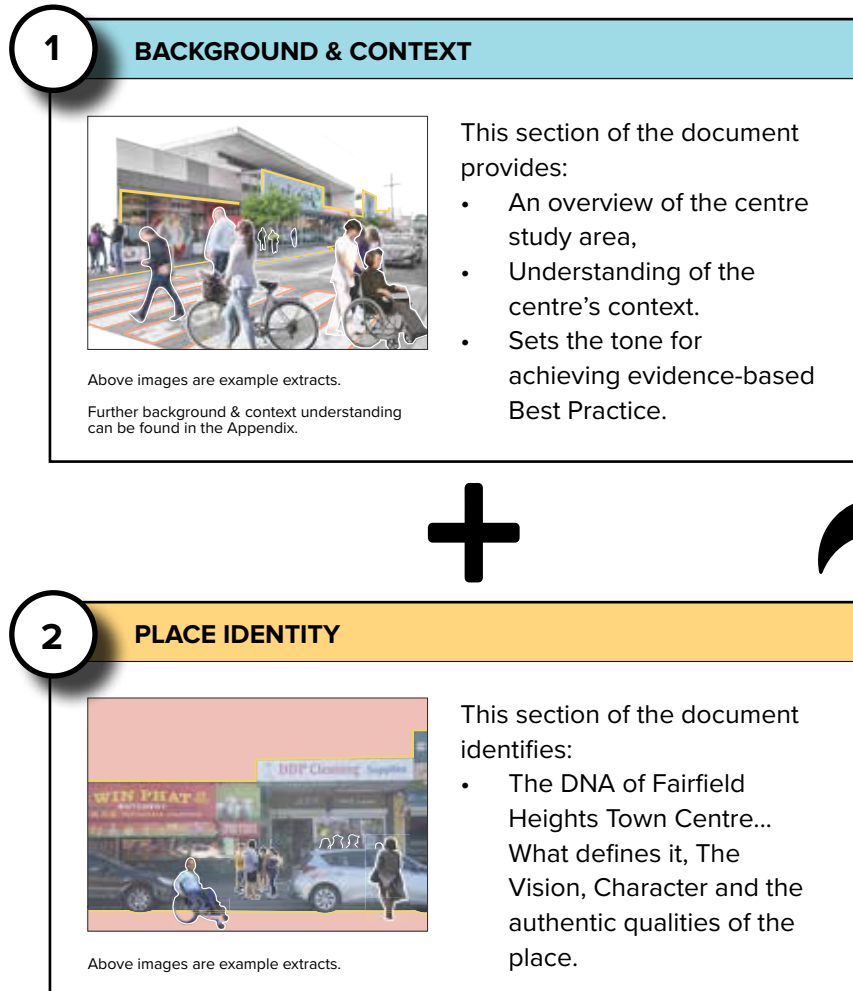 1
BACKGROUND & CONTEXT
This section of the document
provides:
• An overview of the centre
study area,
• Understanding of the
centre's context.
• Sets the tone for
achieving evidence-based
Best Practice.
Above images are example extracts.
Further background & context understanding
can be found in the Appendix.
2
PLACE IDENTITY
WIN PHAT
DDP Cleaning Supplies
This section of the document
identifies:
• The DNA of Fairfield
Heights Town Centre...
What defines it, The
Vision, Character and the
authentic qualities of the
place.
Above images are example extracts.